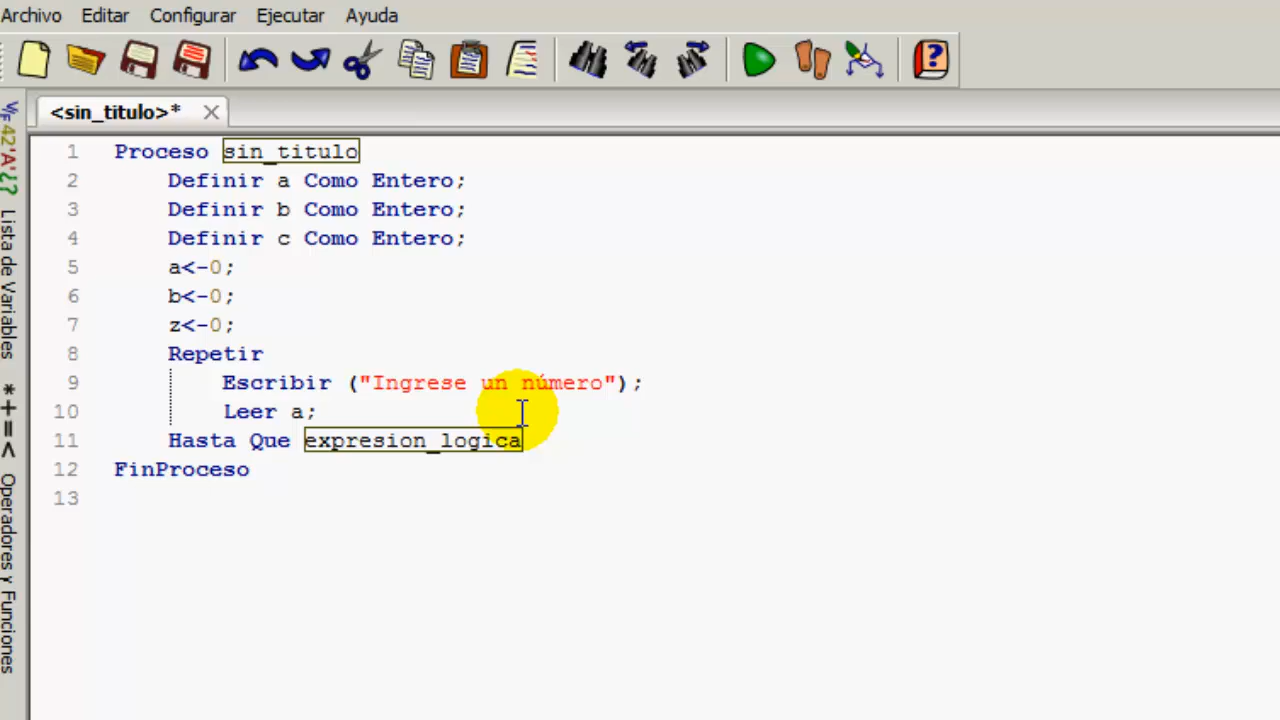 Archivo Editar Configurar Ejecutar Ayuda
<sin_titulo>*
1 Proceso sin_titulo
2 Definir a Como Entero;
3 Definir b Como Entero;
4 Definir c Como Entero;
5 a<-0;
6 b<-0;
7 z<-0;
8 Repetir
9 Escribir ("Ingrese un número");
10 Leer a;
11 Hasta Que expresion_logica
12 FinProceso
13
42 'A' ¿? Lista de Variables
*+=< Operadores y Funciones